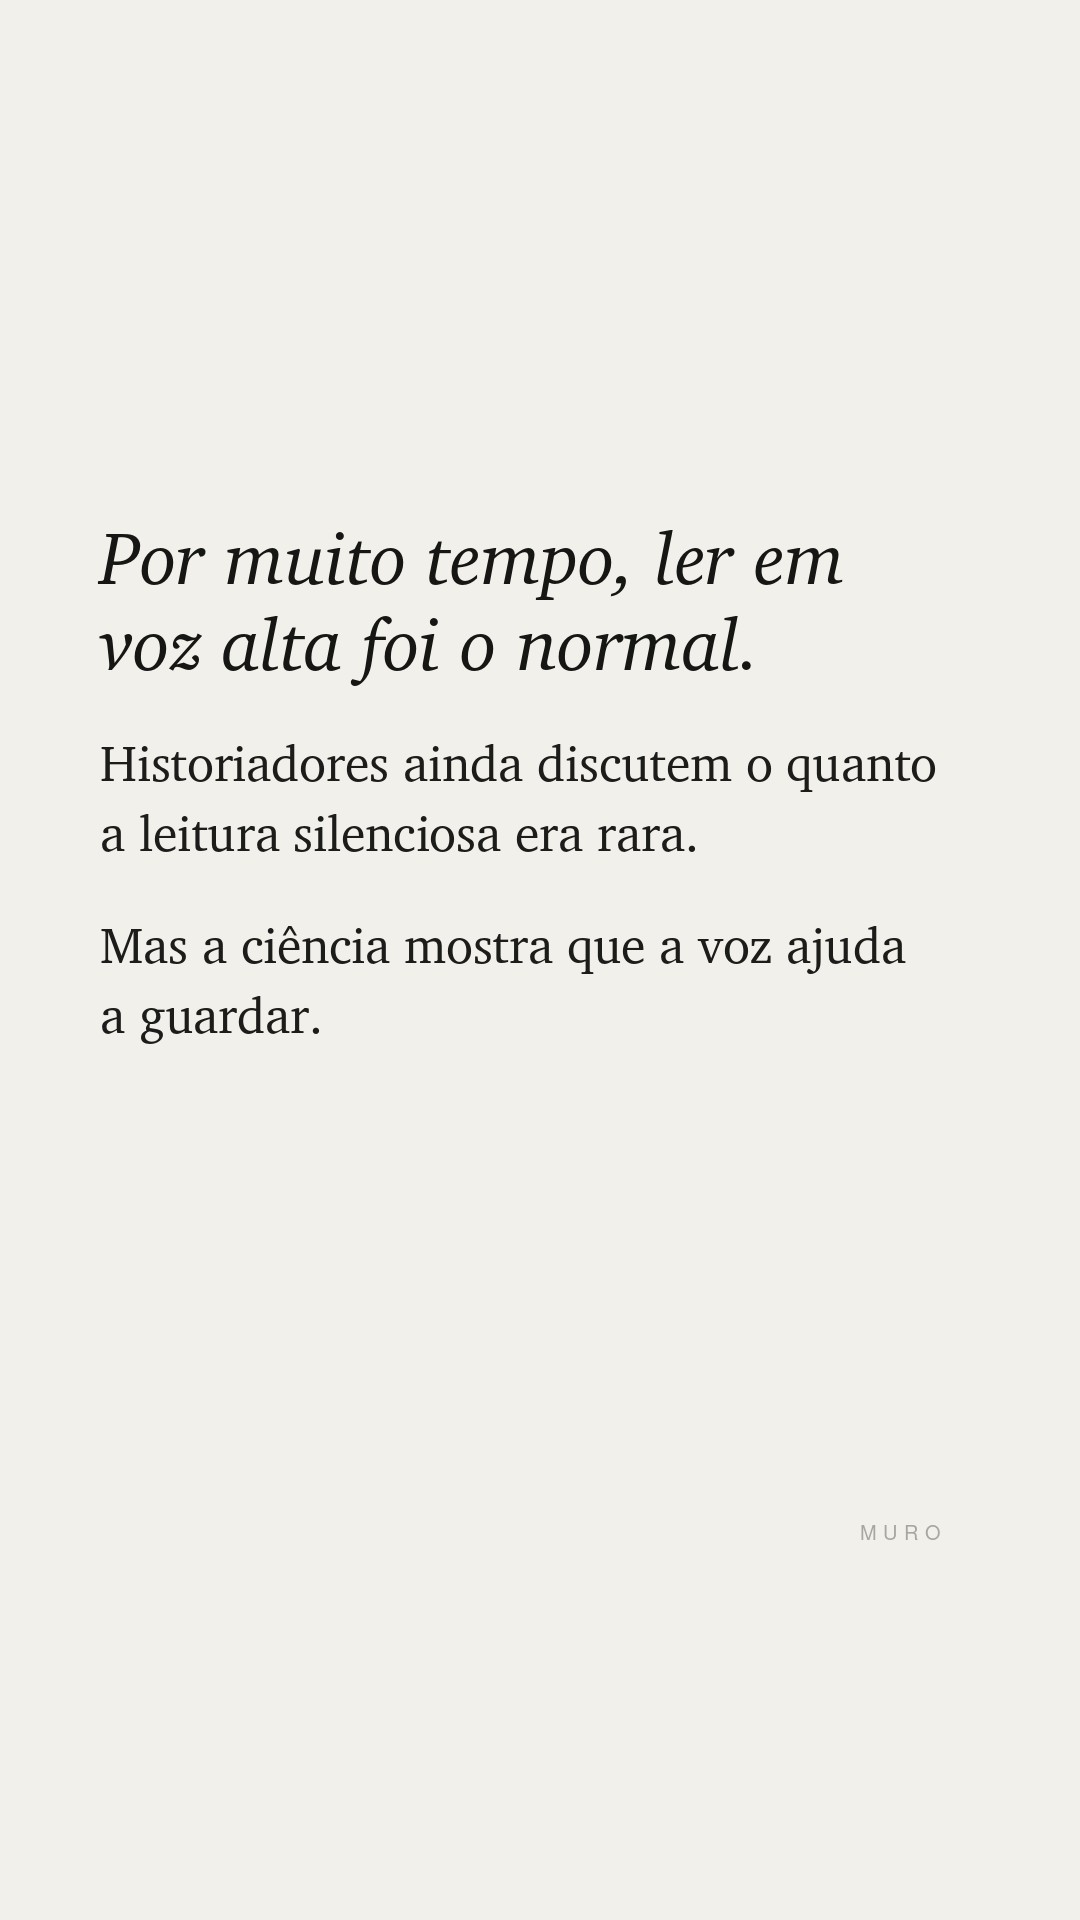 Por muito tempo, ler em
voz alta foi o normal.
Historiadores ainda discutem o quanto
a leitura silenciosa era rara.
Mas a ciência mostra que a voz ajuda
a guardar.
MURO